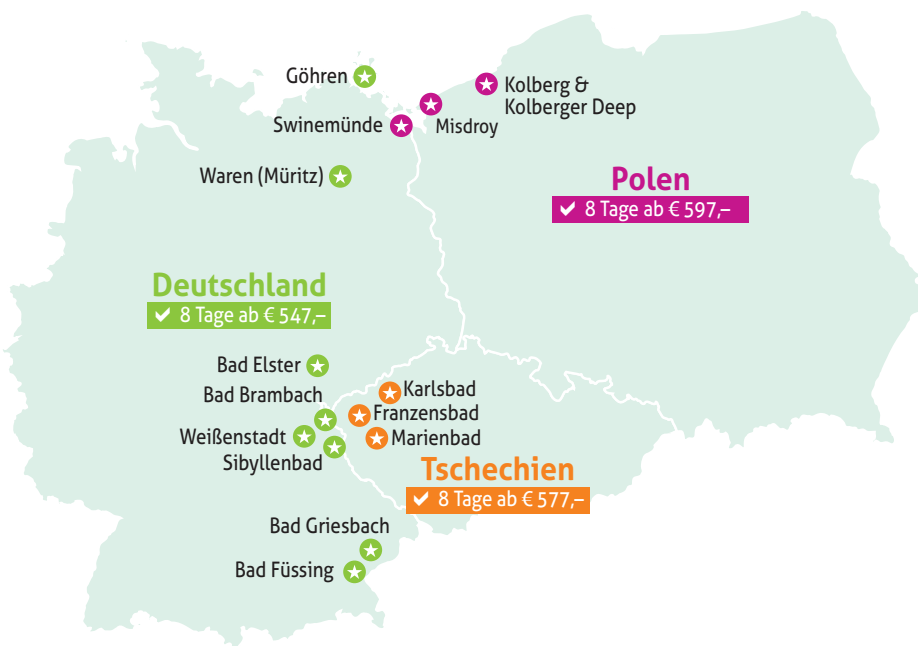 Göhren
Kolberg &
Kolberger Deep
Swinemünde
Misdroy
Waren (Müritz)
Polen
8 Tage ab € 597,–
Deutschland
8 Tage ab € 547,–
Bad Elster
Karlsbad
Bad Brambach
Franzensbad
Weißenstadt
Marienbad
Sibyllenbad
Tschechien
8 Tage ab € 577,–
Bad Griesbach
Bad Füssing